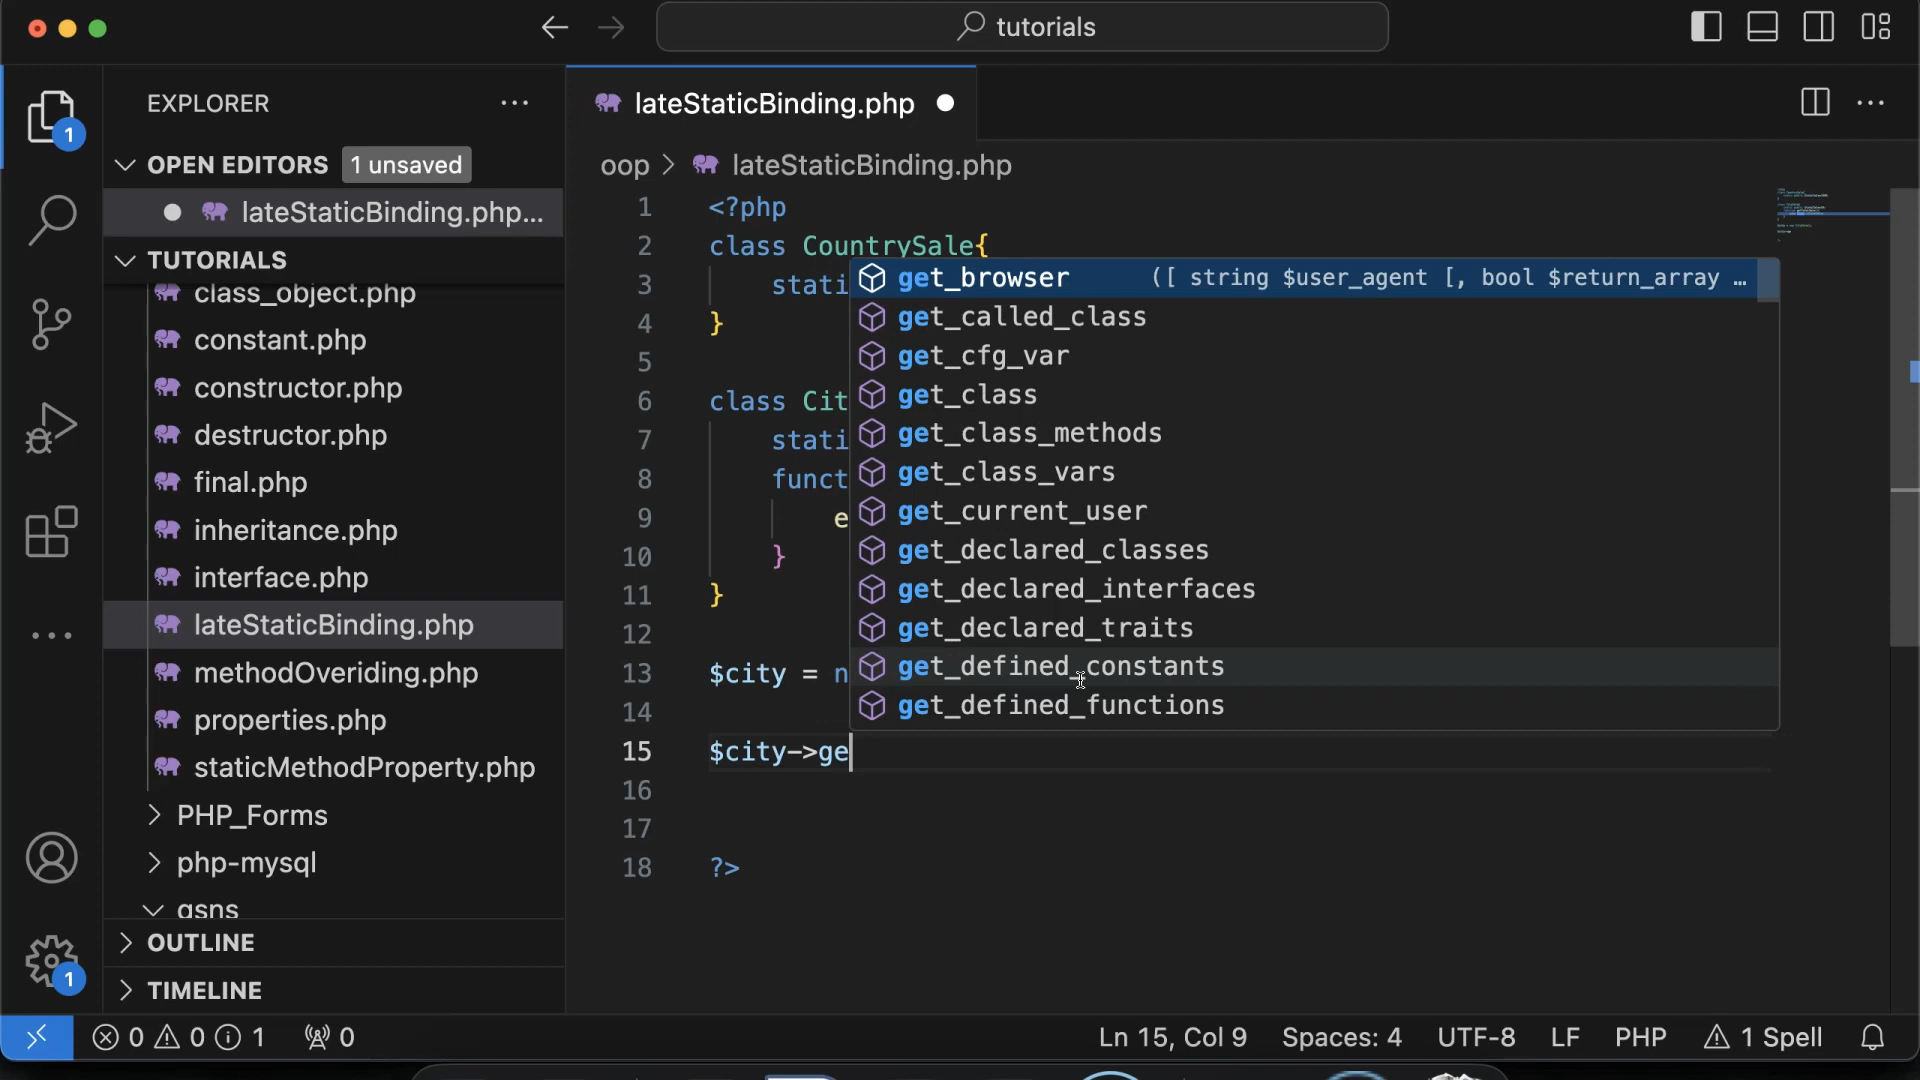 tutorials
EXPLORER
OPEN EDITORS 1 unsaved
lateStaticBinding.php...
TUTORIALS
class_object.php
constant.php
constructor.php
destructor.php
final.php
inheritance.php
interface.php
lateStaticBinding.php
methodOveriding.php
properties.php
staticMethodProperty.php
PHP_Forms
php-mysql
qsns
OUTLINE
TIMELINE
1
1
lateStaticBinding.php
oop > lateStaticBinding.php
1 <?php
2 class CountrySale{
3 stati
4 }
5
6 class Cit
7 stati
8 funct
9 e
10 }
11 }
12
13 $city = n
14
15 $city->ge
16
17
18 ?>
get_browser ([ string $user_agent [, bool $return_array …
get_called_class
get_cfg_var
get_class
get_class_methods
get_class_vars
get_current_user
get_declared_classes
get_declared_interfaces
get_declared_traits
get_defined_constants
get_defined_functions
0 0 1 0 Ln 15, Col 9 Spaces: 4 UTF-8 LF PHP 1 Spell